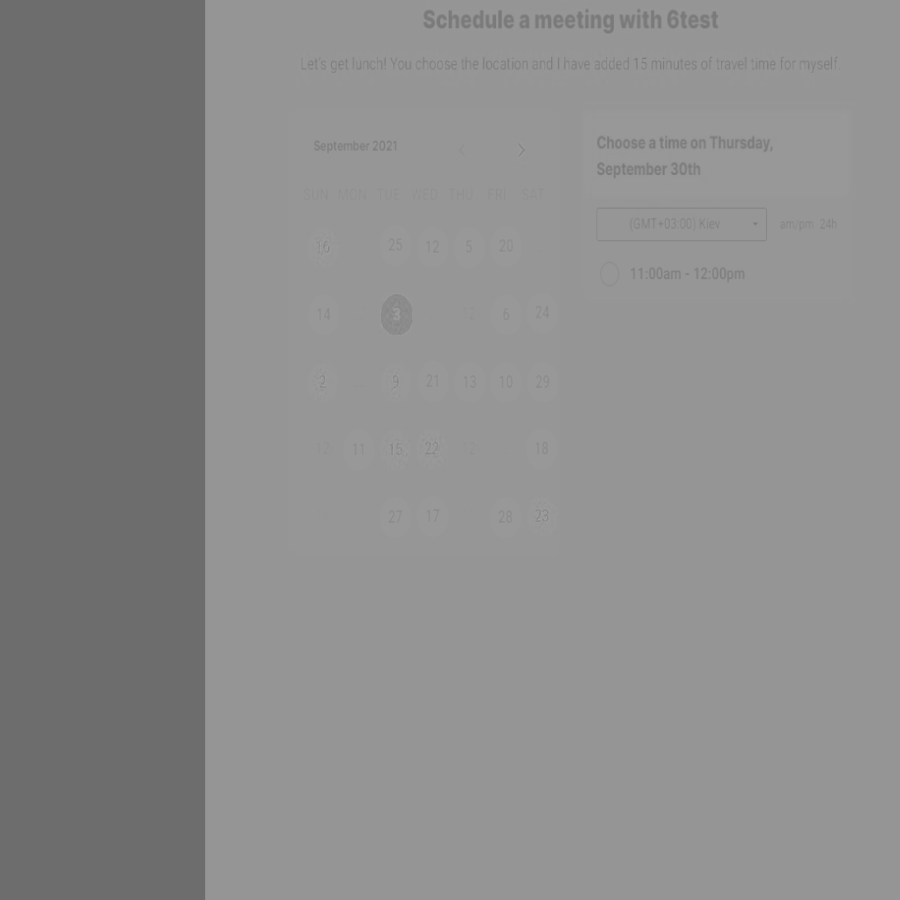 Schedule a meeting with 6test
Let's get lunch! You choose the location and I have added 15 minutes of travel time for myself.
September 2021
SUN MON TUE WED THU FRI SAT
16 25 12 5 20
14 3 12 6 24
2 9 21 13 10 29
12 11 15 22 12 18
27 17 28 23
Choose a time on Thursday,
September 30th
(GMT+03:00) Kiev am/pm 24h
11:00am - 12:00pm